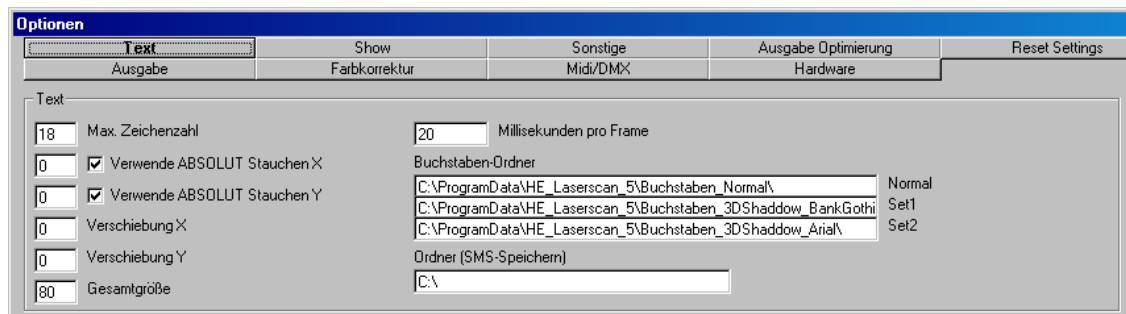 Optionen
Text Show Sonstige Ausgabe Optimierung Reset Settings
Ausgabe Farbkorrektur Midi/DMX Hardware
Text
18 Max. Zeichenzahl
0 Verwende ABSOLUT Stauchen X
0 Verwende ABSOLUT Stauchen Y
0 Verschiebung X
0 Verschiebung Y
80 Gesamtgröße
20 Millisekunden pro Frame
Buchstaben-Ordner
C:\ProgramData\HE_Laserscan_5\Buchstaben_Normal\ Normal
C:\ProgramData\HE_Laserscan_5\Buchstaben_3DShaddow_BankGothi Set1
C:\ProgramData\HE_Laserscan_5\Buchstaben_3DShaddow_Arial\ Set2
Ordner (SMS-Speichern)
C:\